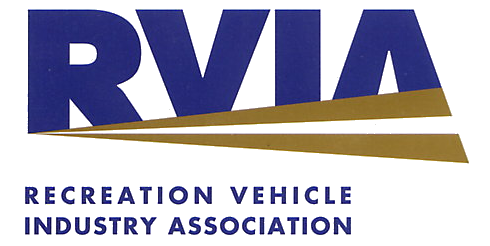 RVIA
RECREATION VEHICLE
INDUSTRY ASSOCIATION